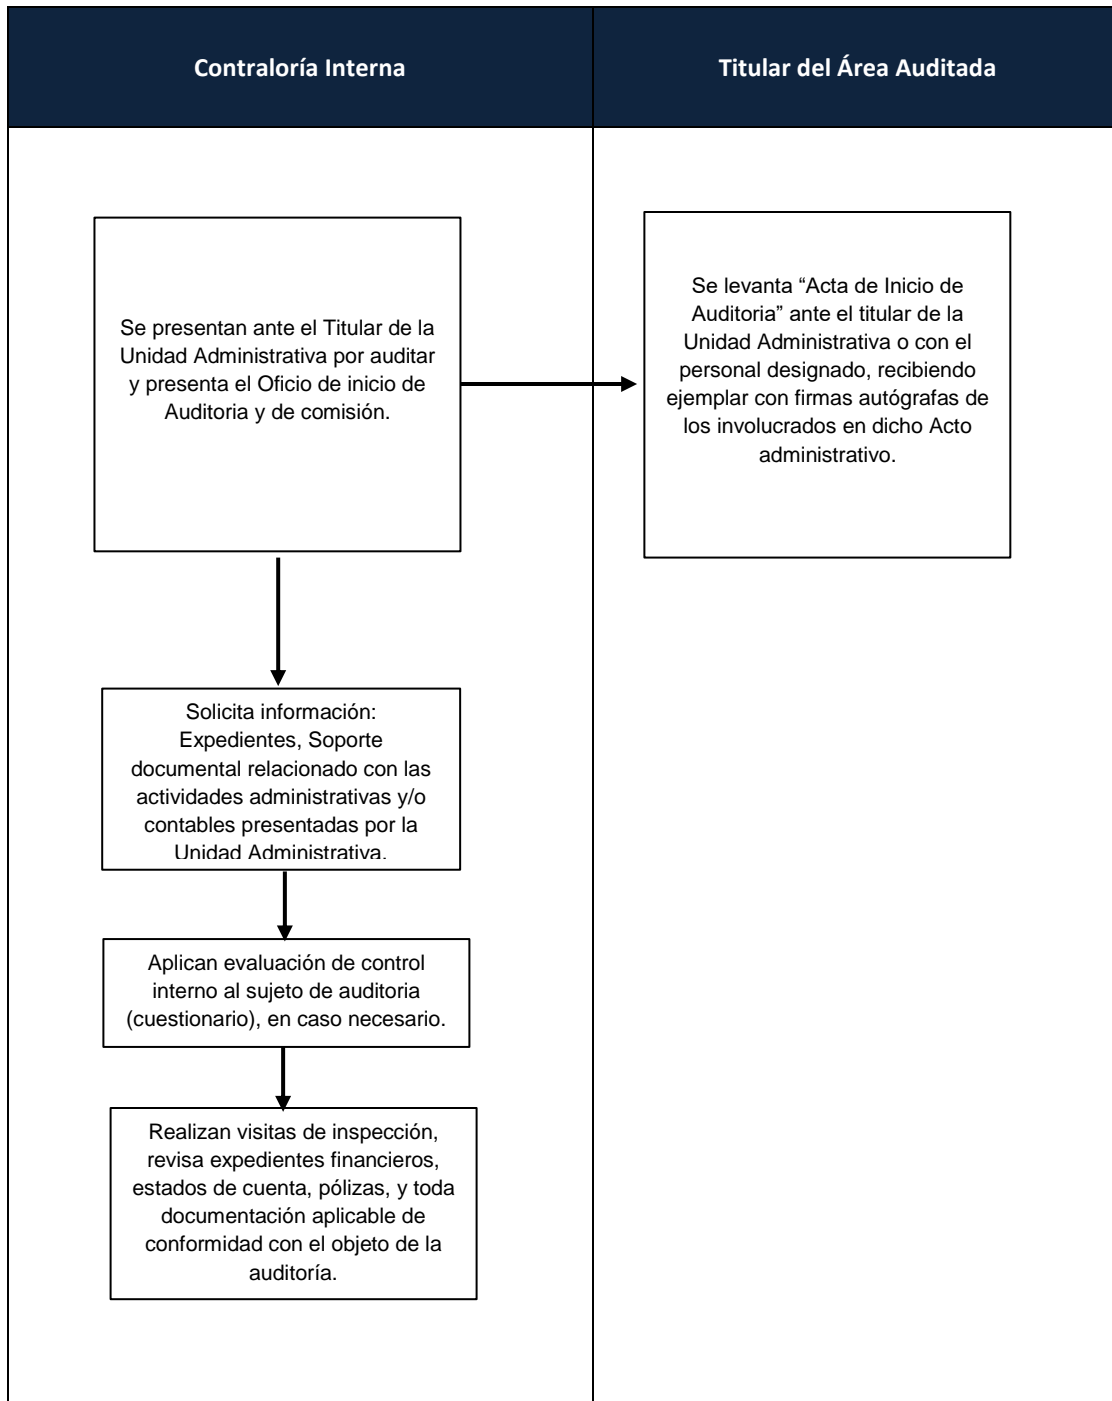 Contraloría Interna
Titular del Área Auditada
Se presentan ante el Titular de la
Unidad Administrativa por auditar
y presenta el Oficio de inicio de
Auditoria y de comisión.
Se levanta “Acta de Inicio de
Auditoria” ante el titular de la
Unidad Administrativa o con el
personal designado, recibiendo
ejemplar con firmas autógrafas de
los involucrados en dicho Acto
administrativo.
Solicita información:
Expedientes, Soporte
documental relacionado con las
actividades administrativas y/o
contables presentadas por la
Unidad Administrativa.
Aplican evaluación de control
interno al sujeto de auditoria
(cuestionario), en caso necesario.
Realizan visitas de inspección,
revisa expedientes financieros,
estados de cuenta, pólizas, y toda
documentación aplicable de
conformidad con el objeto de la
auditoría.